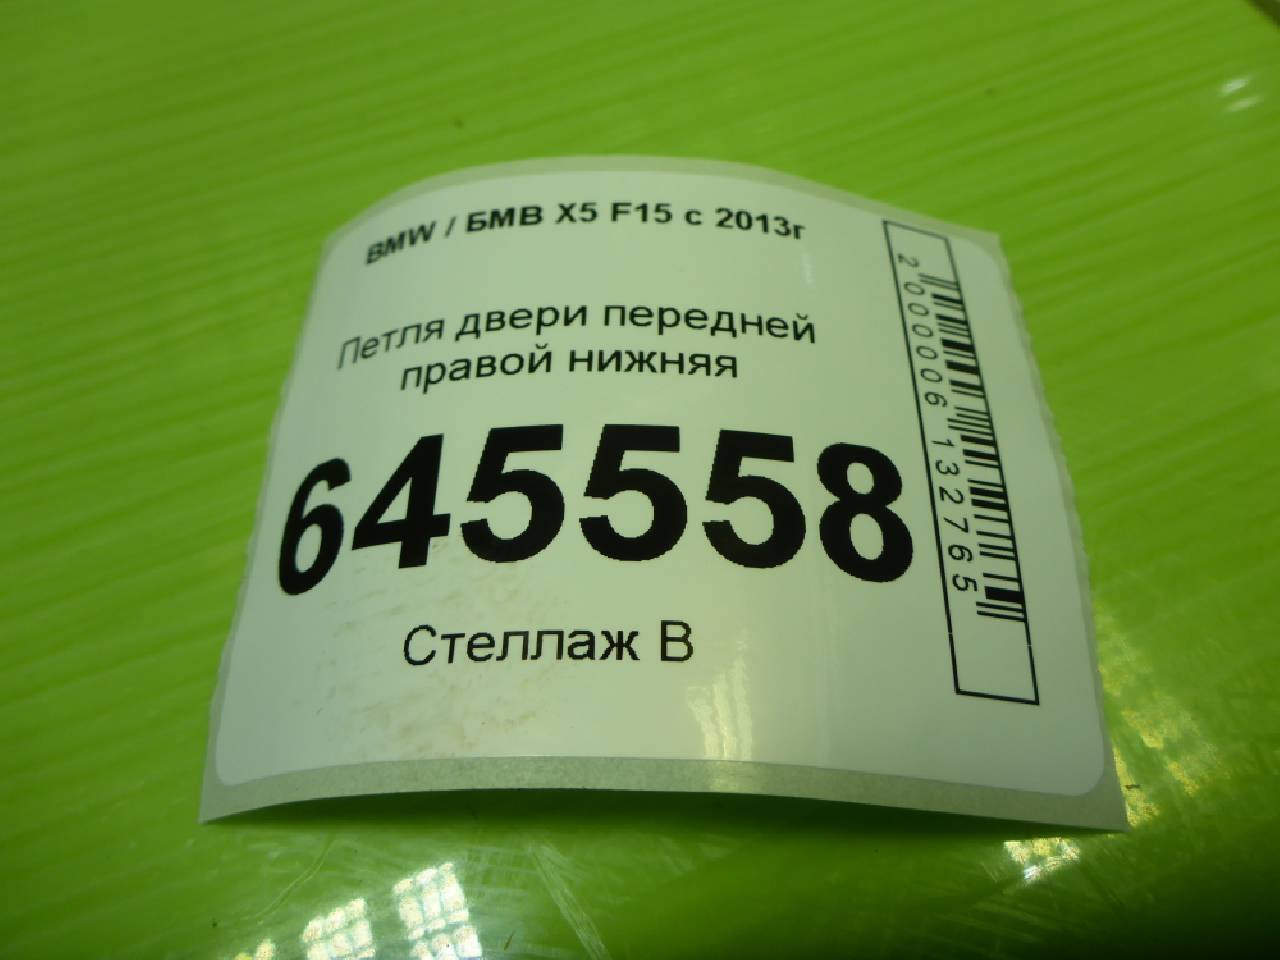 BMW / БМВ X5 F15 с 2013г
Петля двери передней
правой нижняя
645558
Стеллаж В
2000006132765